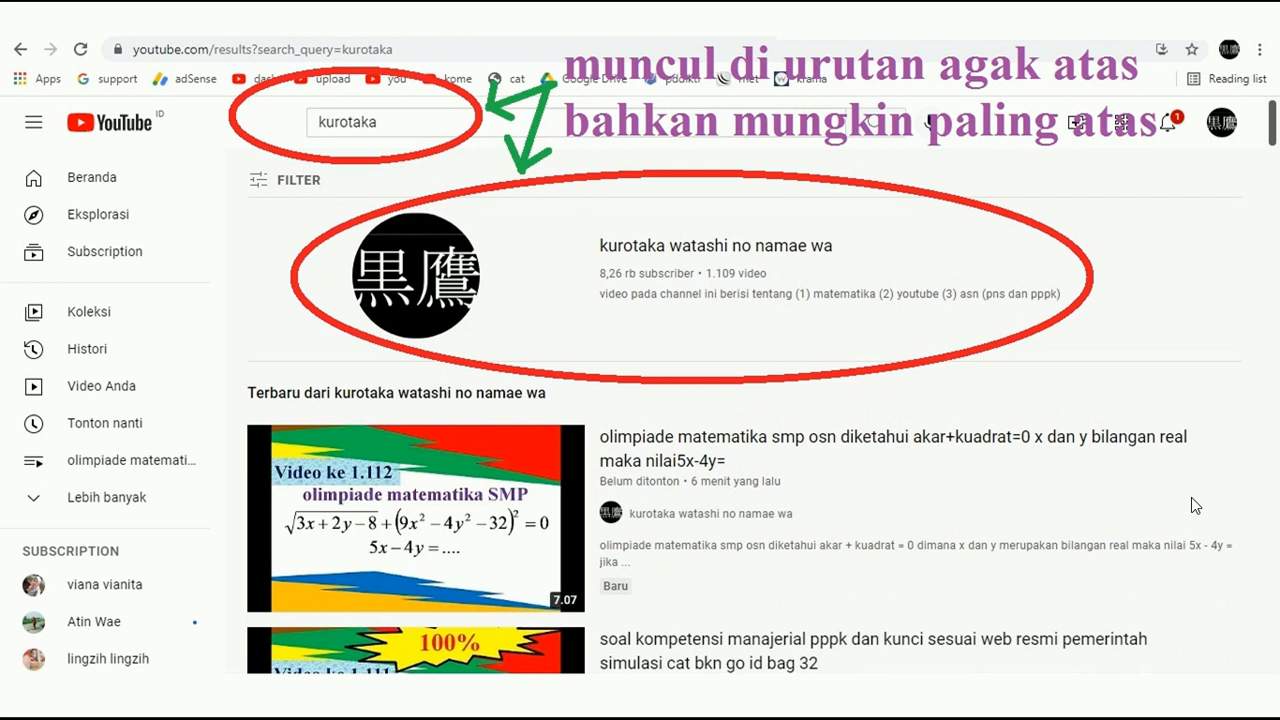 youtube.com/results?search_query=kurotaka
muncul di urutan agak atas
Apps support adSense upload you cat Google Drive krama Reading list
YouTube ID
kurotaka
bahkan mungkin paling atas
1
黒鷹
Beranda
Eksplorasi
Subscription
Koleksi
Histori
Video Anda
Tonton nanti
olimpiade matemati...
Lebih banyak
SUBSCRIPTION
viana vianita
Atin Wae
lingzih lingzih
FILTER
黒鷹
kurotaka watashi no namae wa
8,26 rb subscriber • 1.109 video
video pada channel ini berisi tentang (1) matematika (2) youtube (3) asn (pns dan pppk)
Terbaru dari kurotaka watashi no namae wa
Video ke 1.112
olimpiade matematika SMP
√3x+2y−8+(9x²−4y²−32)²=0
5x−4y=....
7.07
olimpiade matematika smp osn diketahui akar+kuadrat=0 x dan y bilangan real
maka nilai5x-4y=
Belum ditonton • 6 menit yang lalu
kurotaka watashi no namae wa
olimpiade matematika smp osn diketahui akar + kuadrat = 0 dimana x dan y merupakan bilangan real maka nilai 5x - 4y =
jika ...
Baru
100%
Video ke 1.111
soal kompetensi manajerial pppk dan kunci sesuai web resmi pemerintah
simulasi cat bkn go id bag 32